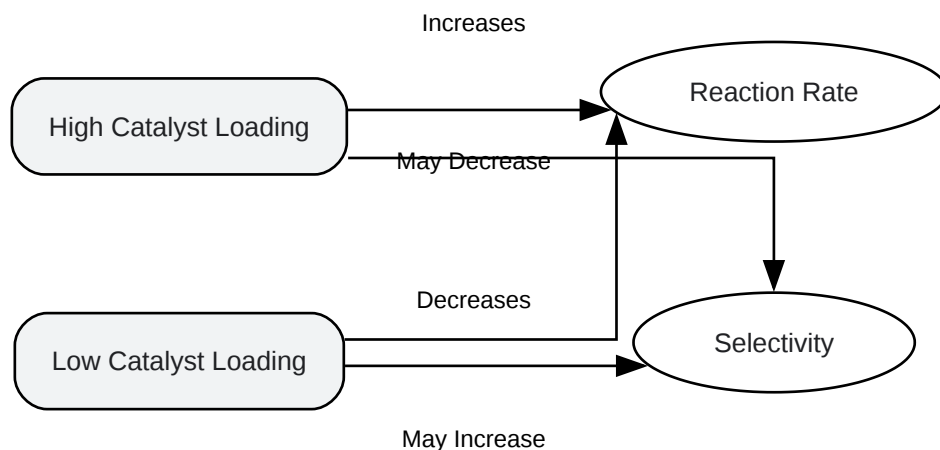 Increases
Reaction Rate
High Catalyst Loading
May Decrease
Decreases
Selectivity
Low Catalyst Loading
May Increase